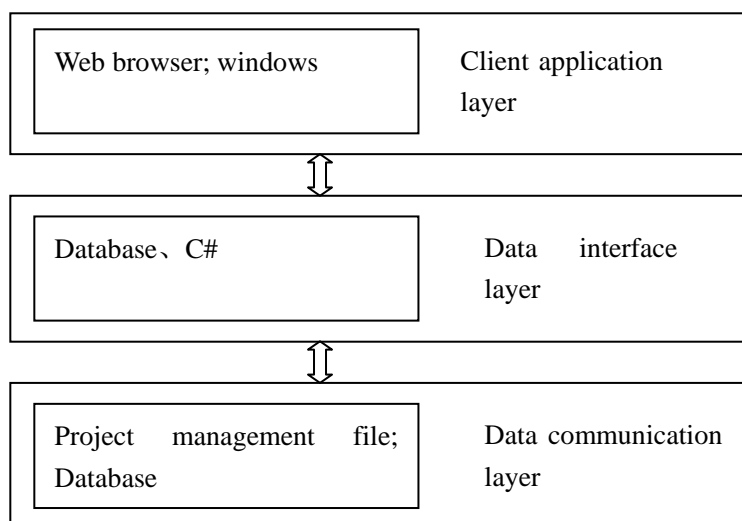 Web browser; windows
Client application
layer
Database、C#
Data interface
layer
Project management file;
Database
Data communication
layer